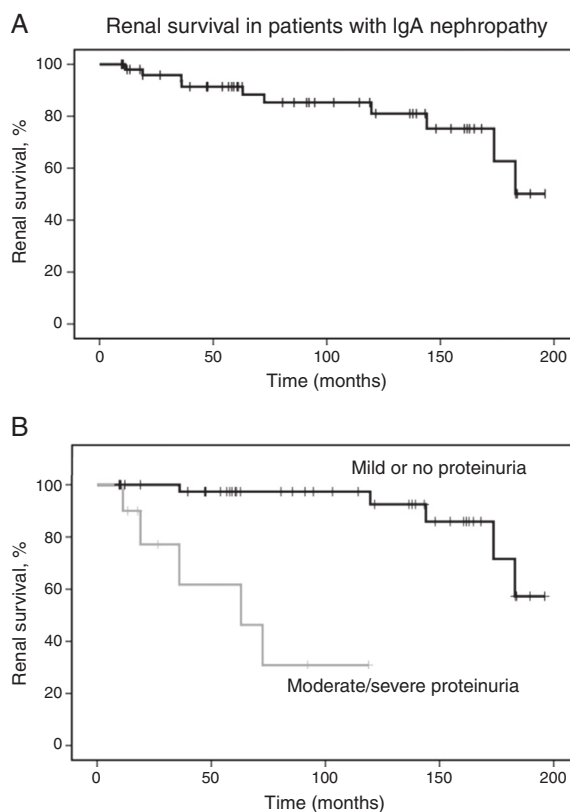 A
Renal survival in patients with IgA nephropathy
Renal survival, %
100
80
60
40
20
0
0 50 100 150 200
Time (months)
B
Renal survival, %
100
80
60
40
20
0
Mild or no proteinuria
Moderate/severe proteinuria
0 50 100 150 200
Time (months)